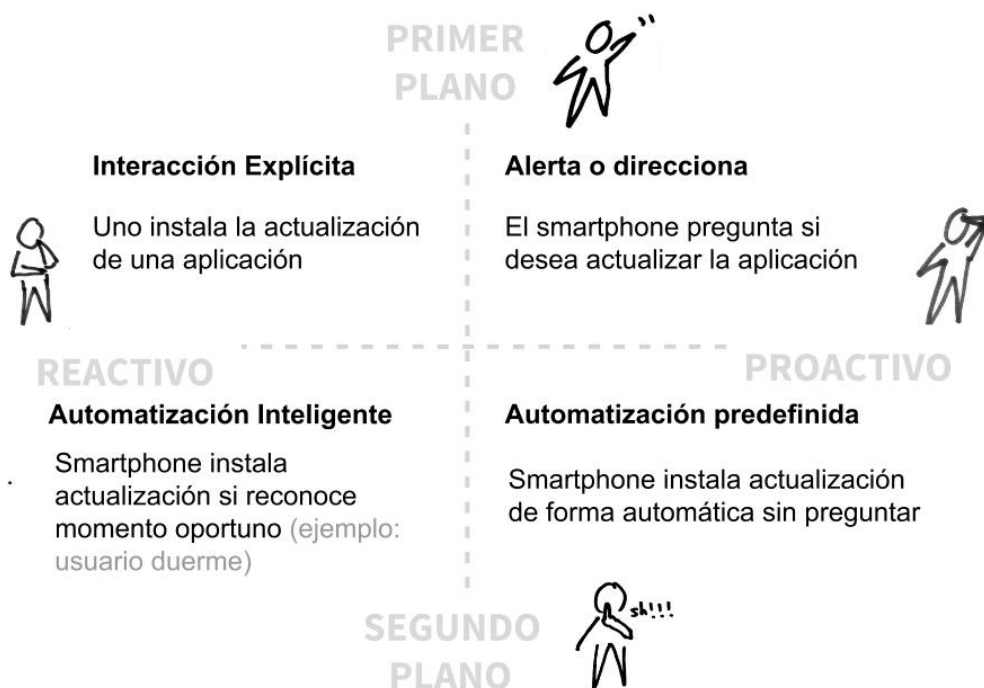 PRIMER
PLANO
Interacción Explícita
Uno instala la actualización
de una aplicación
Alerta o direcciona
El smartphone pregunta si
desea actualizar la aplicación
REACTIVO
PROACTIVO
Automatización Inteligente
Smartphone instala
actualización si reconoce
momento oportuno (ejemplo:
usuario duerme)
Automatización predefinida
Smartphone instala actualización
de forma automática sin preguntar
sh!!!
SEGUNDO
PLANO